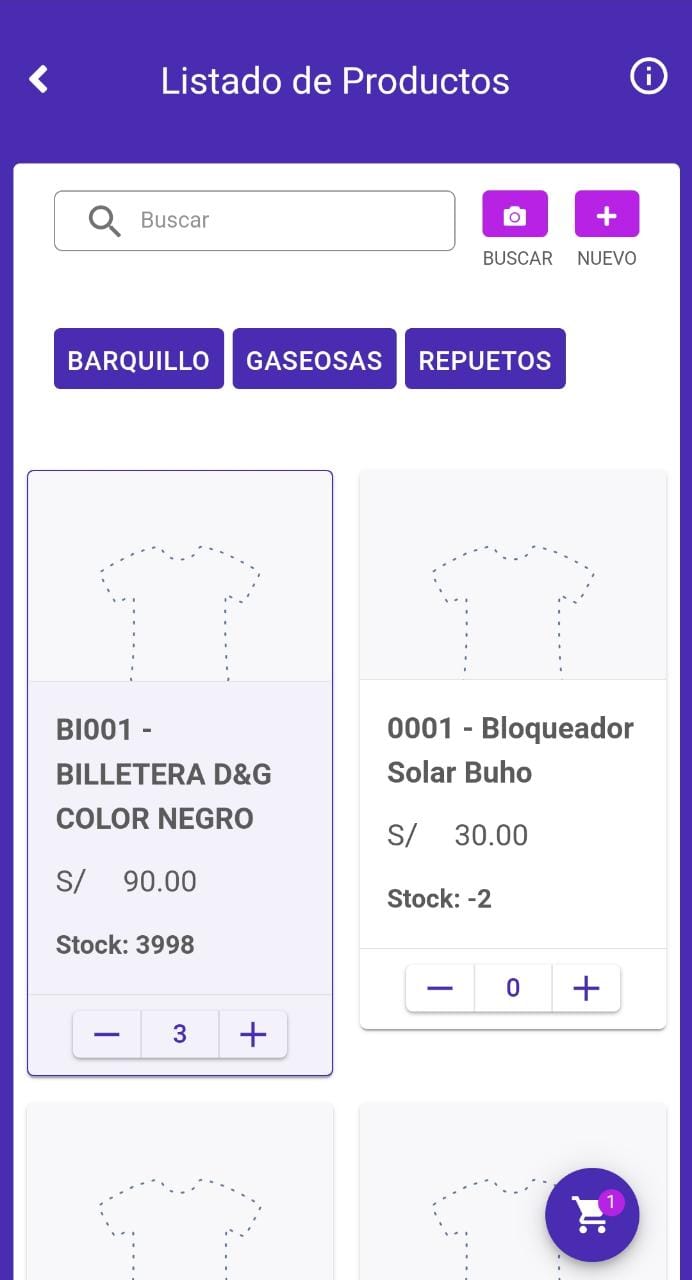 Listado de Productos
Buscar
BUSCAR
NUEVO
BARQUILLO
GASEOSAS
REPUETOS
BI001 -
BILLETERA D&G
COLOR NEGRO
S/ 90.00
Stock: 3998
3
0001 - Bloqueador
Solar Buho
S/ 30.00
Stock: -2
0
1